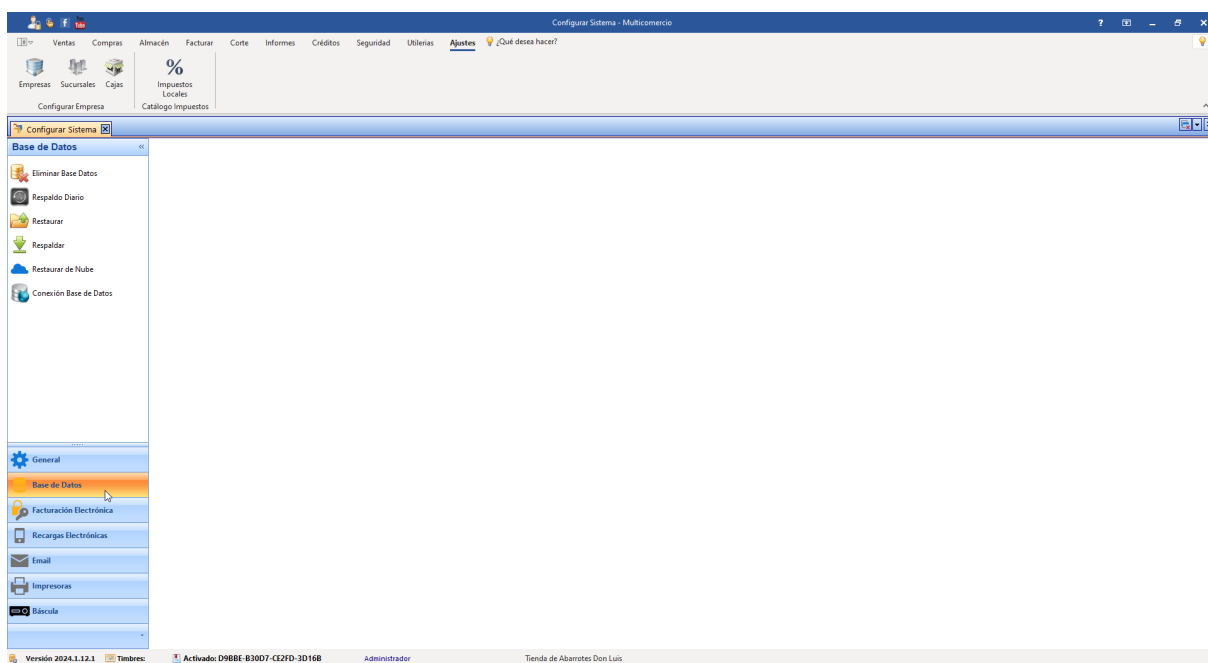 f
You
Tube
Configurar Sistema - Multicomercio
?
Ventas Compras Almacén Facturar Corte Informes Créditos Seguridad Utilerias Ajustes ¿Qué desea hacer?
Empresas Sucursales Cajas
Configurar Empresa
%
Impuestos
Locales
Catálogo Impuestos
Configurar Sistema
Base de Datos «
Eliminar Base Datos
Respaldo Diario
Restaurar
Respaldar
Restaurar de Nube
Conexión Base de Datos
General
Base de Datos
Facturación Electrónica
Recargas Electrónicas
Email
Impresoras
Báscula
Versión 2024.1.12.1 Timbres: Activado: D9BBE-B30D7-CE2FD-3D16B Administrador Tienda de Abarrotes Don Luis